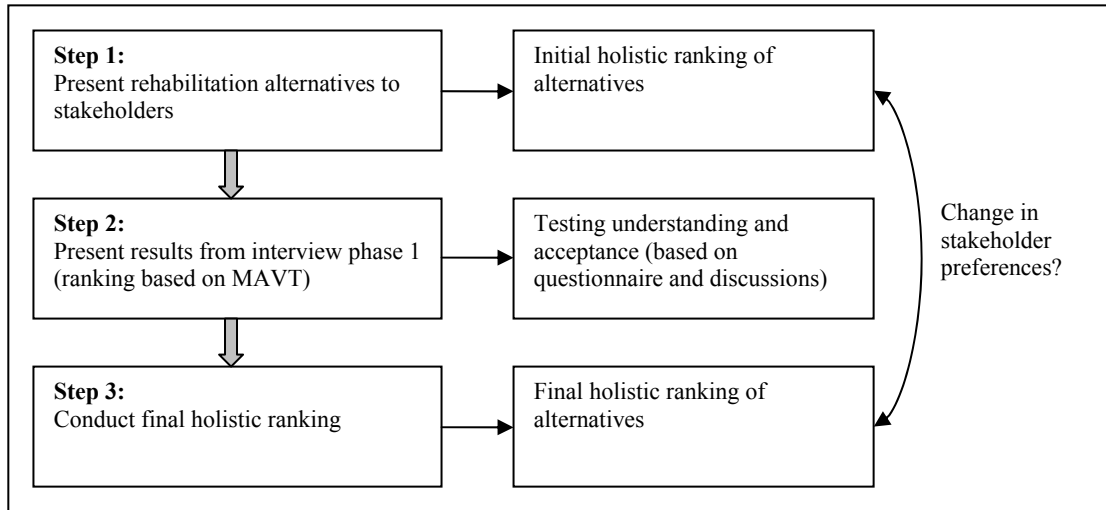 Step 1:
Present rehabilitation alternatives to
stakeholders
Initial holistic ranking of
alternatives
Step 2:
Present results from interview phase 1
(ranking based on MAVT)
Testing understanding and
acceptance (based on
questionnaire and discussions)
Change in
stakeholder
preferences?
Step 3:
Conduct final holistic ranking
Final holistic ranking of
alternatives